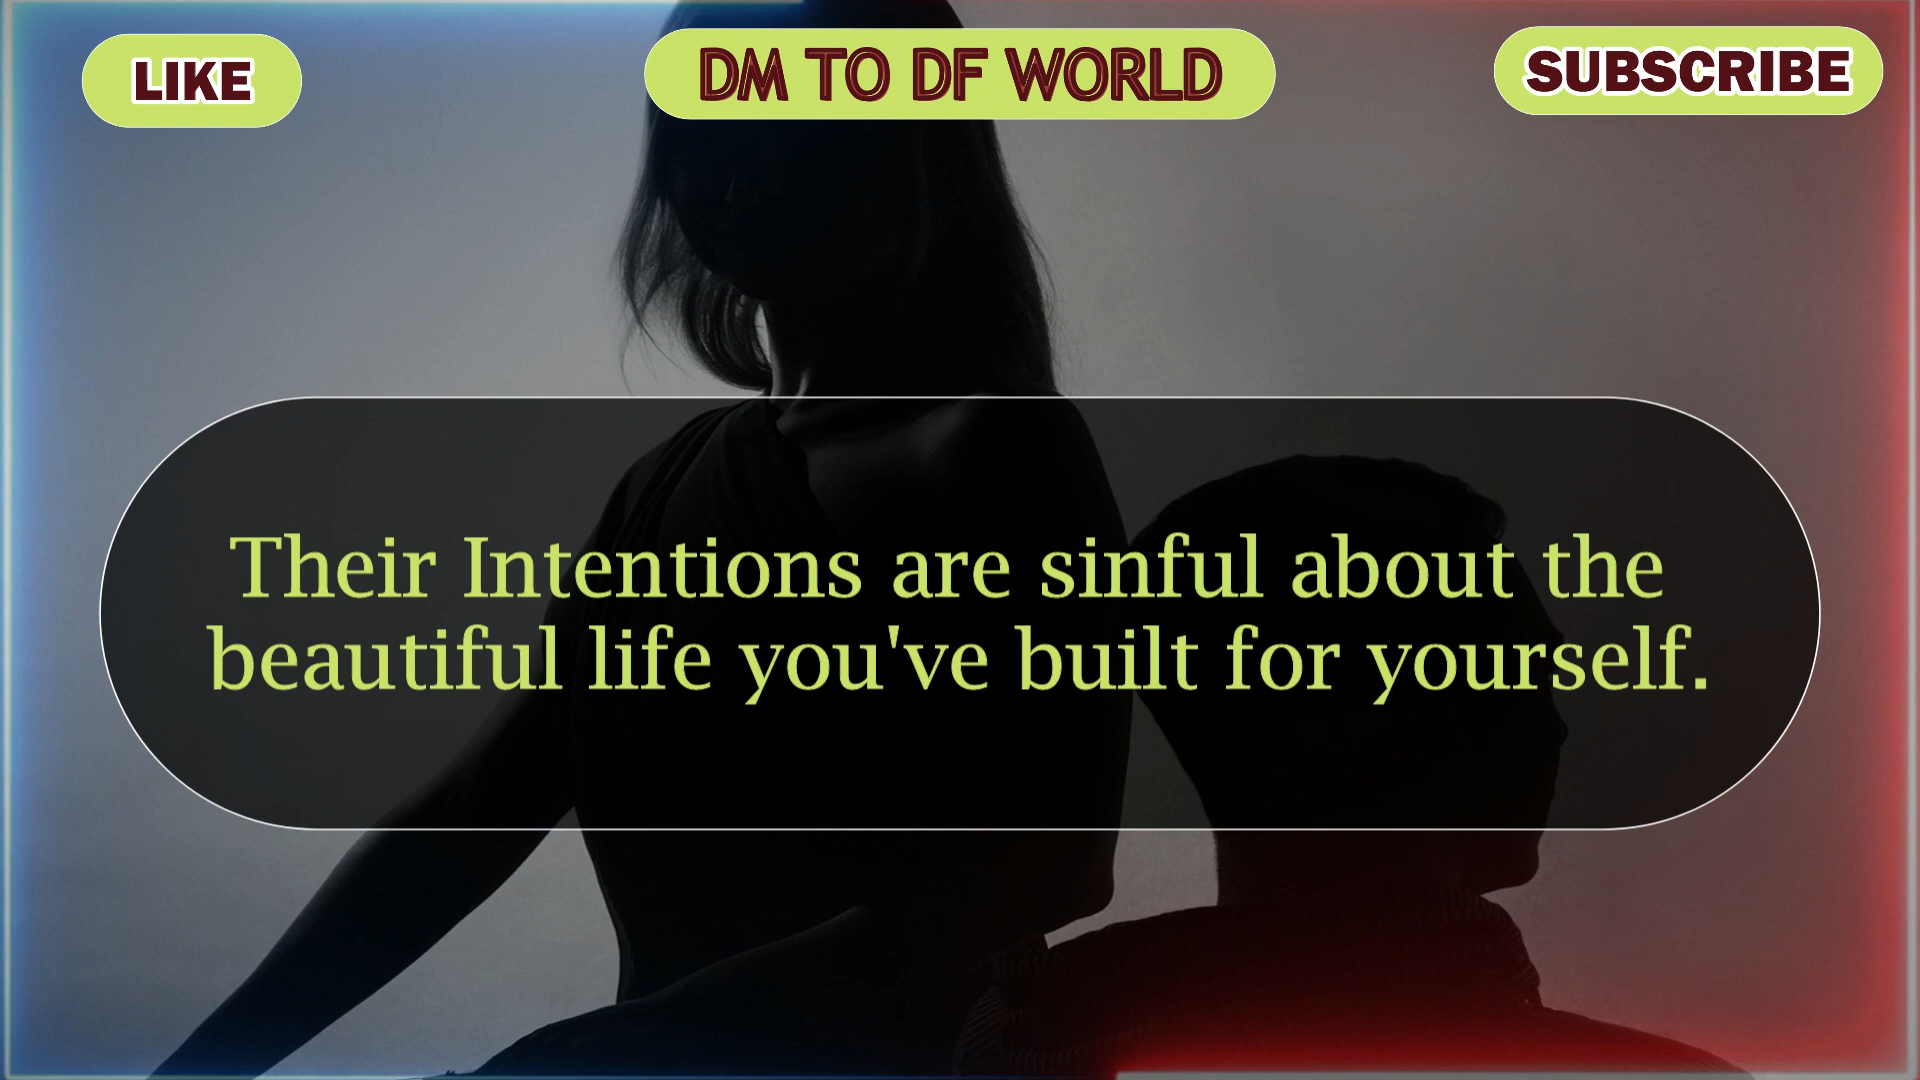 LIKE
DM TO DF WORLD
SUBSCRIBE
Their Intentions are sinful about the
beautiful life you've built for yourself.